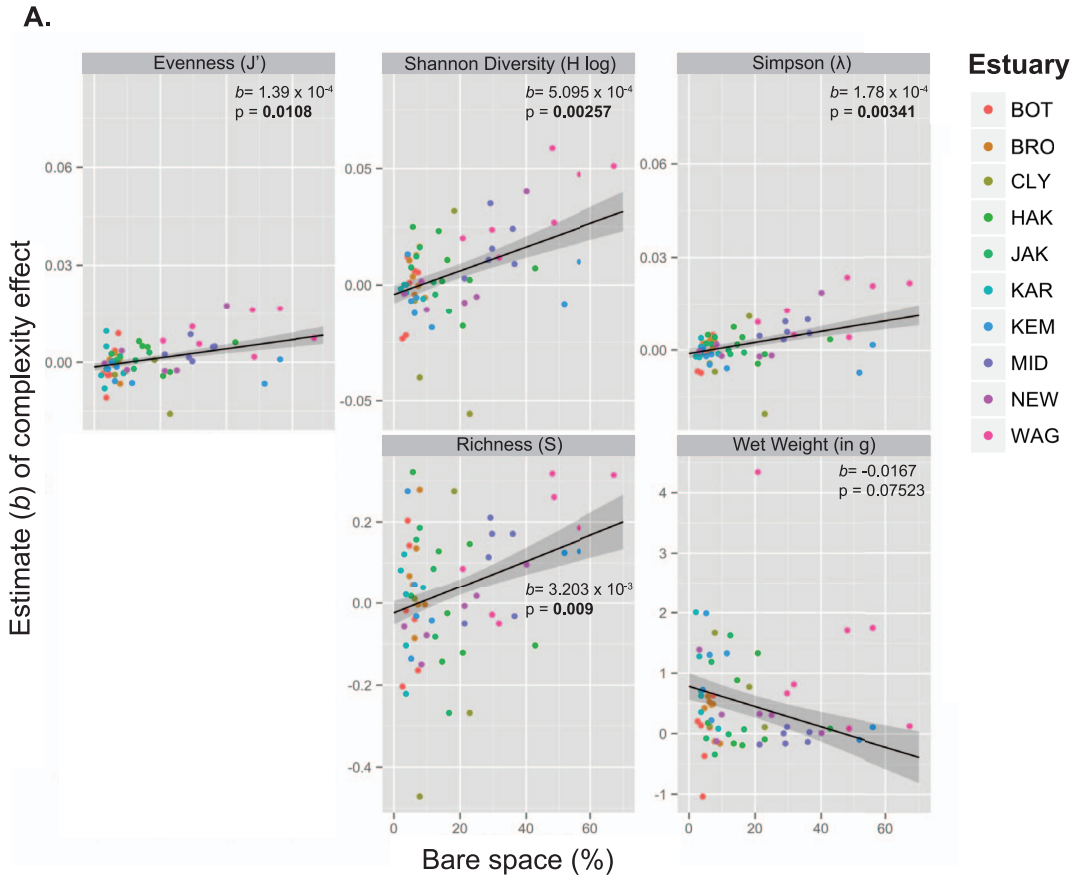 A.
Evenness (J')
Shannon Diversity (H log)
Simpson (λ)
b= 1.39 x 10-4
p = 0.0108
b= 5.095 x 10-4
p = 0.00257
b= 1.78 x 10-4
p = 0.00341
0.06
0.03
0.00
0.05
0.00
-0.05
0.06
0.03
0.00
Richness (S)
Wet Weight (in g)
b= 3.203 x 10-3
p = 0.009
b= -0.0167
p = 0.07523
0.2
0.0
-0.2
-0.4
4
3
2
1
0
-1
0 20 40 60
0 20 40 60
Estimate (b) of complexity effect
Bare space (%)
Estuary
BOT
BRO
CLY
HAK
JAK
KAR
KEM
MID
NEW
WAG